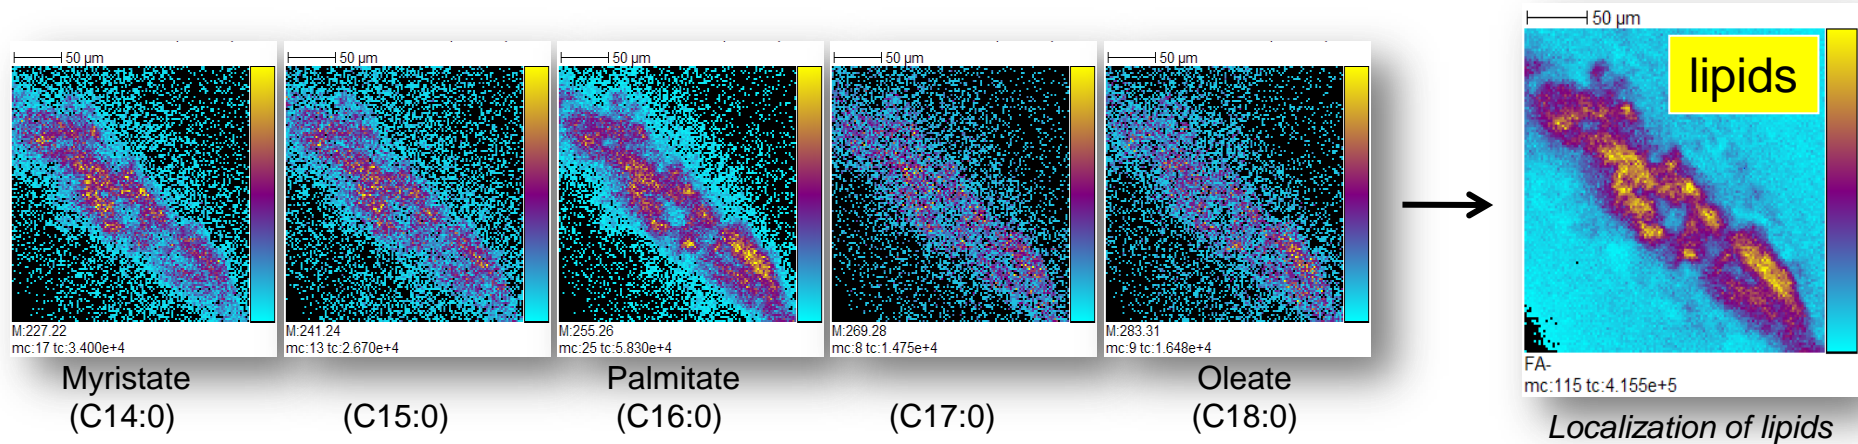 50 µm
M:227.22
mc:17 tc:3.400e+4
Myristate
(C14:0)
50 µm
M:241.24
mc:13 tc:2.670e+4
(C15:0)
50 µm
M:255.26
mc:25 tc:5.830e+4
Palmitate
(C16:0)
50 µm
M:269.28
mc:8 tc:1.475e+4
(C17:0)
50 µm
M:283.31
mc:9 tc:1.648e+4
Oleate
(C18:0)
50 µm
lipids
FA-
mc:115 tc:4.155e+5
Localization of lipids